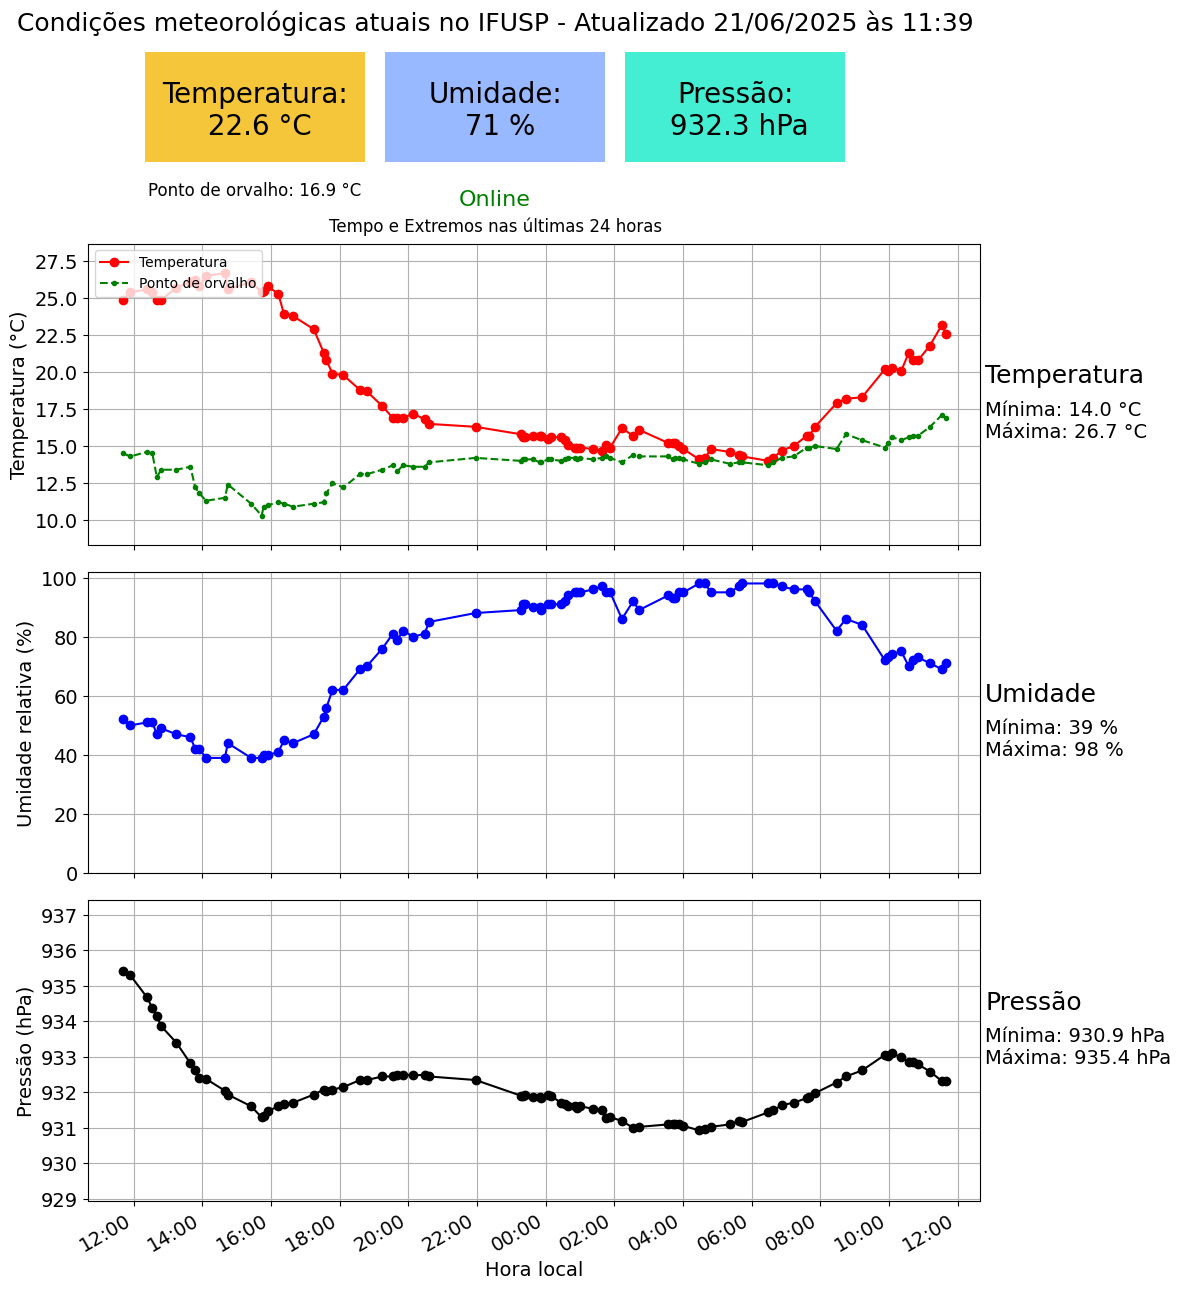 Condições meteorológicas atuais no IFUSP - Atualizado 21/06/2025 às 11:39
Temperatura:
22.6 °C
Umidade:
71 %
Pressão:
932.3 hPa
Ponto de orvalho: 16.9 °C
Online
Tempo e Extremos nas últimas 24 horas
Temperatura (°C)
27.5
25.0
22.5
20.0
17.5
15.0
12.5
10.0
Temperatura
Ponto de orvalho
Temperatura
Mínima: 14.0 °C
Máxima: 26.7 °C
Umidade relativa (%)
100
80
60
40
20
0
Umidade
Mínima: 39 %
Máxima: 98 %
Pressão (hPa)
937
936
935
934
933
932
931
930
929
Pressão
Mínima: 930.9 hPa
Máxima: 935.4 hPa
12:00 14:00 16:00 18:00 20:00 22:00 00:00 02:00 04:00 06:00 08:00 10:00 12:00
Hora local